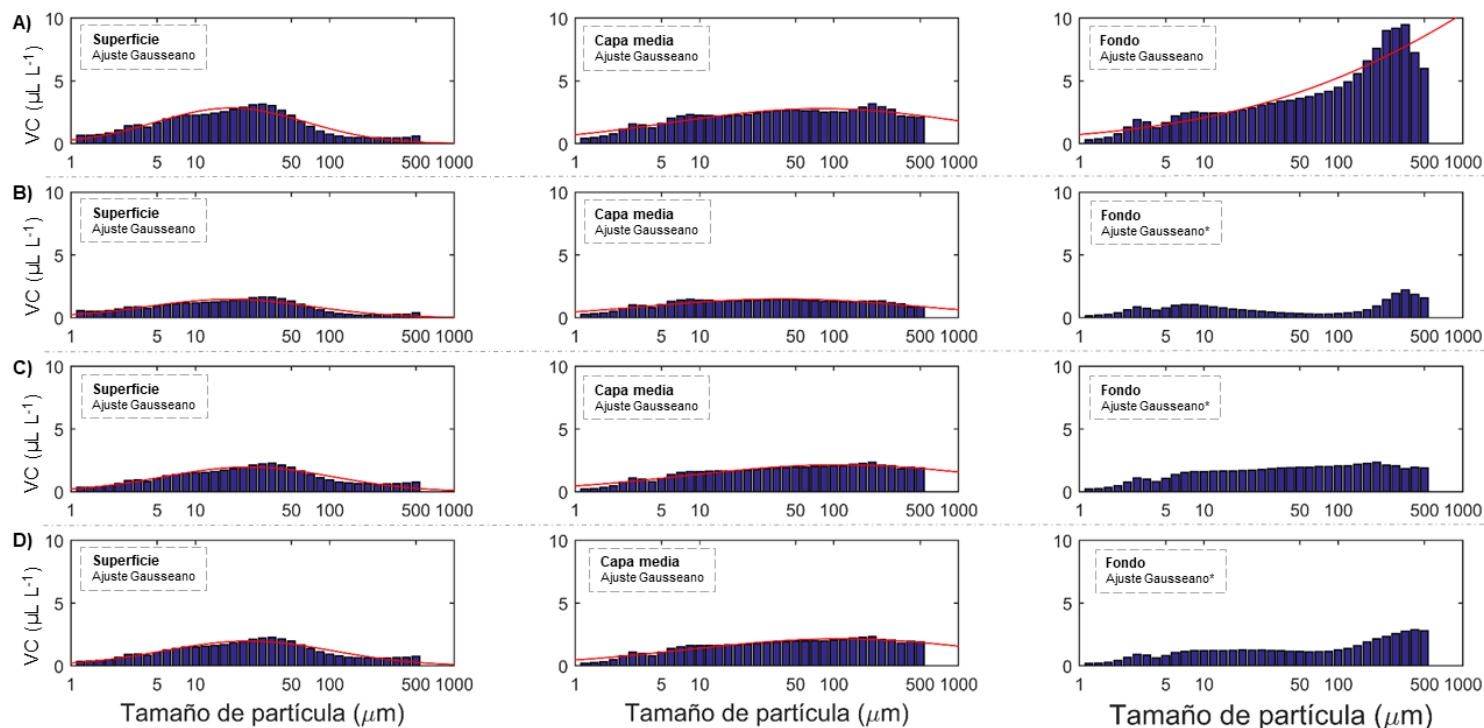 A)
10
5
0
VC (µL L⁻¹)
Superficie
Ajuste Gausseano
1 5 10 50 100 500 1000
10
5
0
Capa media
Ajuste Gausseano
1 5 10 50 100 500 1000
10
5
0
Fondo
Ajuste Gausseano
1 5 10 50 100 500 1000
B)
10
5
0
VC (µL L⁻¹)
Superficie
Ajuste Gausseano
1 5 10 50 100 500 1000
10
5
0
Capa media
Ajuste Gausseano
1 5 10 50 100 500 1000
10
5
0
Fondo
Ajuste Gausseano*
1 5 10 50 100 500 1000
C)
10
5
0
VC (µL L⁻¹)
Superficie
Ajuste Gausseano
1 5 10 50 100 500 1000
10
5
0
Capa media
Ajuste Gausseano
1 5 10 50 100 500 1000
10
5
0
Fondo
Ajuste Gausseano*
1 5 10 50 100 500 1000
D)
10
5
0
VC (µL L⁻¹)
Superficie
Ajuste Gausseano
1 5 10 50 100 500 1000
Tamaño de partícula (µm)
10
5
0
Capa media
Ajuste Gausseano
1 5 10 50 100 500 1000
Tamaño de partícula (µm)
10
5
0
Fondo
Ajuste Gausseano*
1 5 10 50 100 500 1000
Tamaño de partícula (µm)